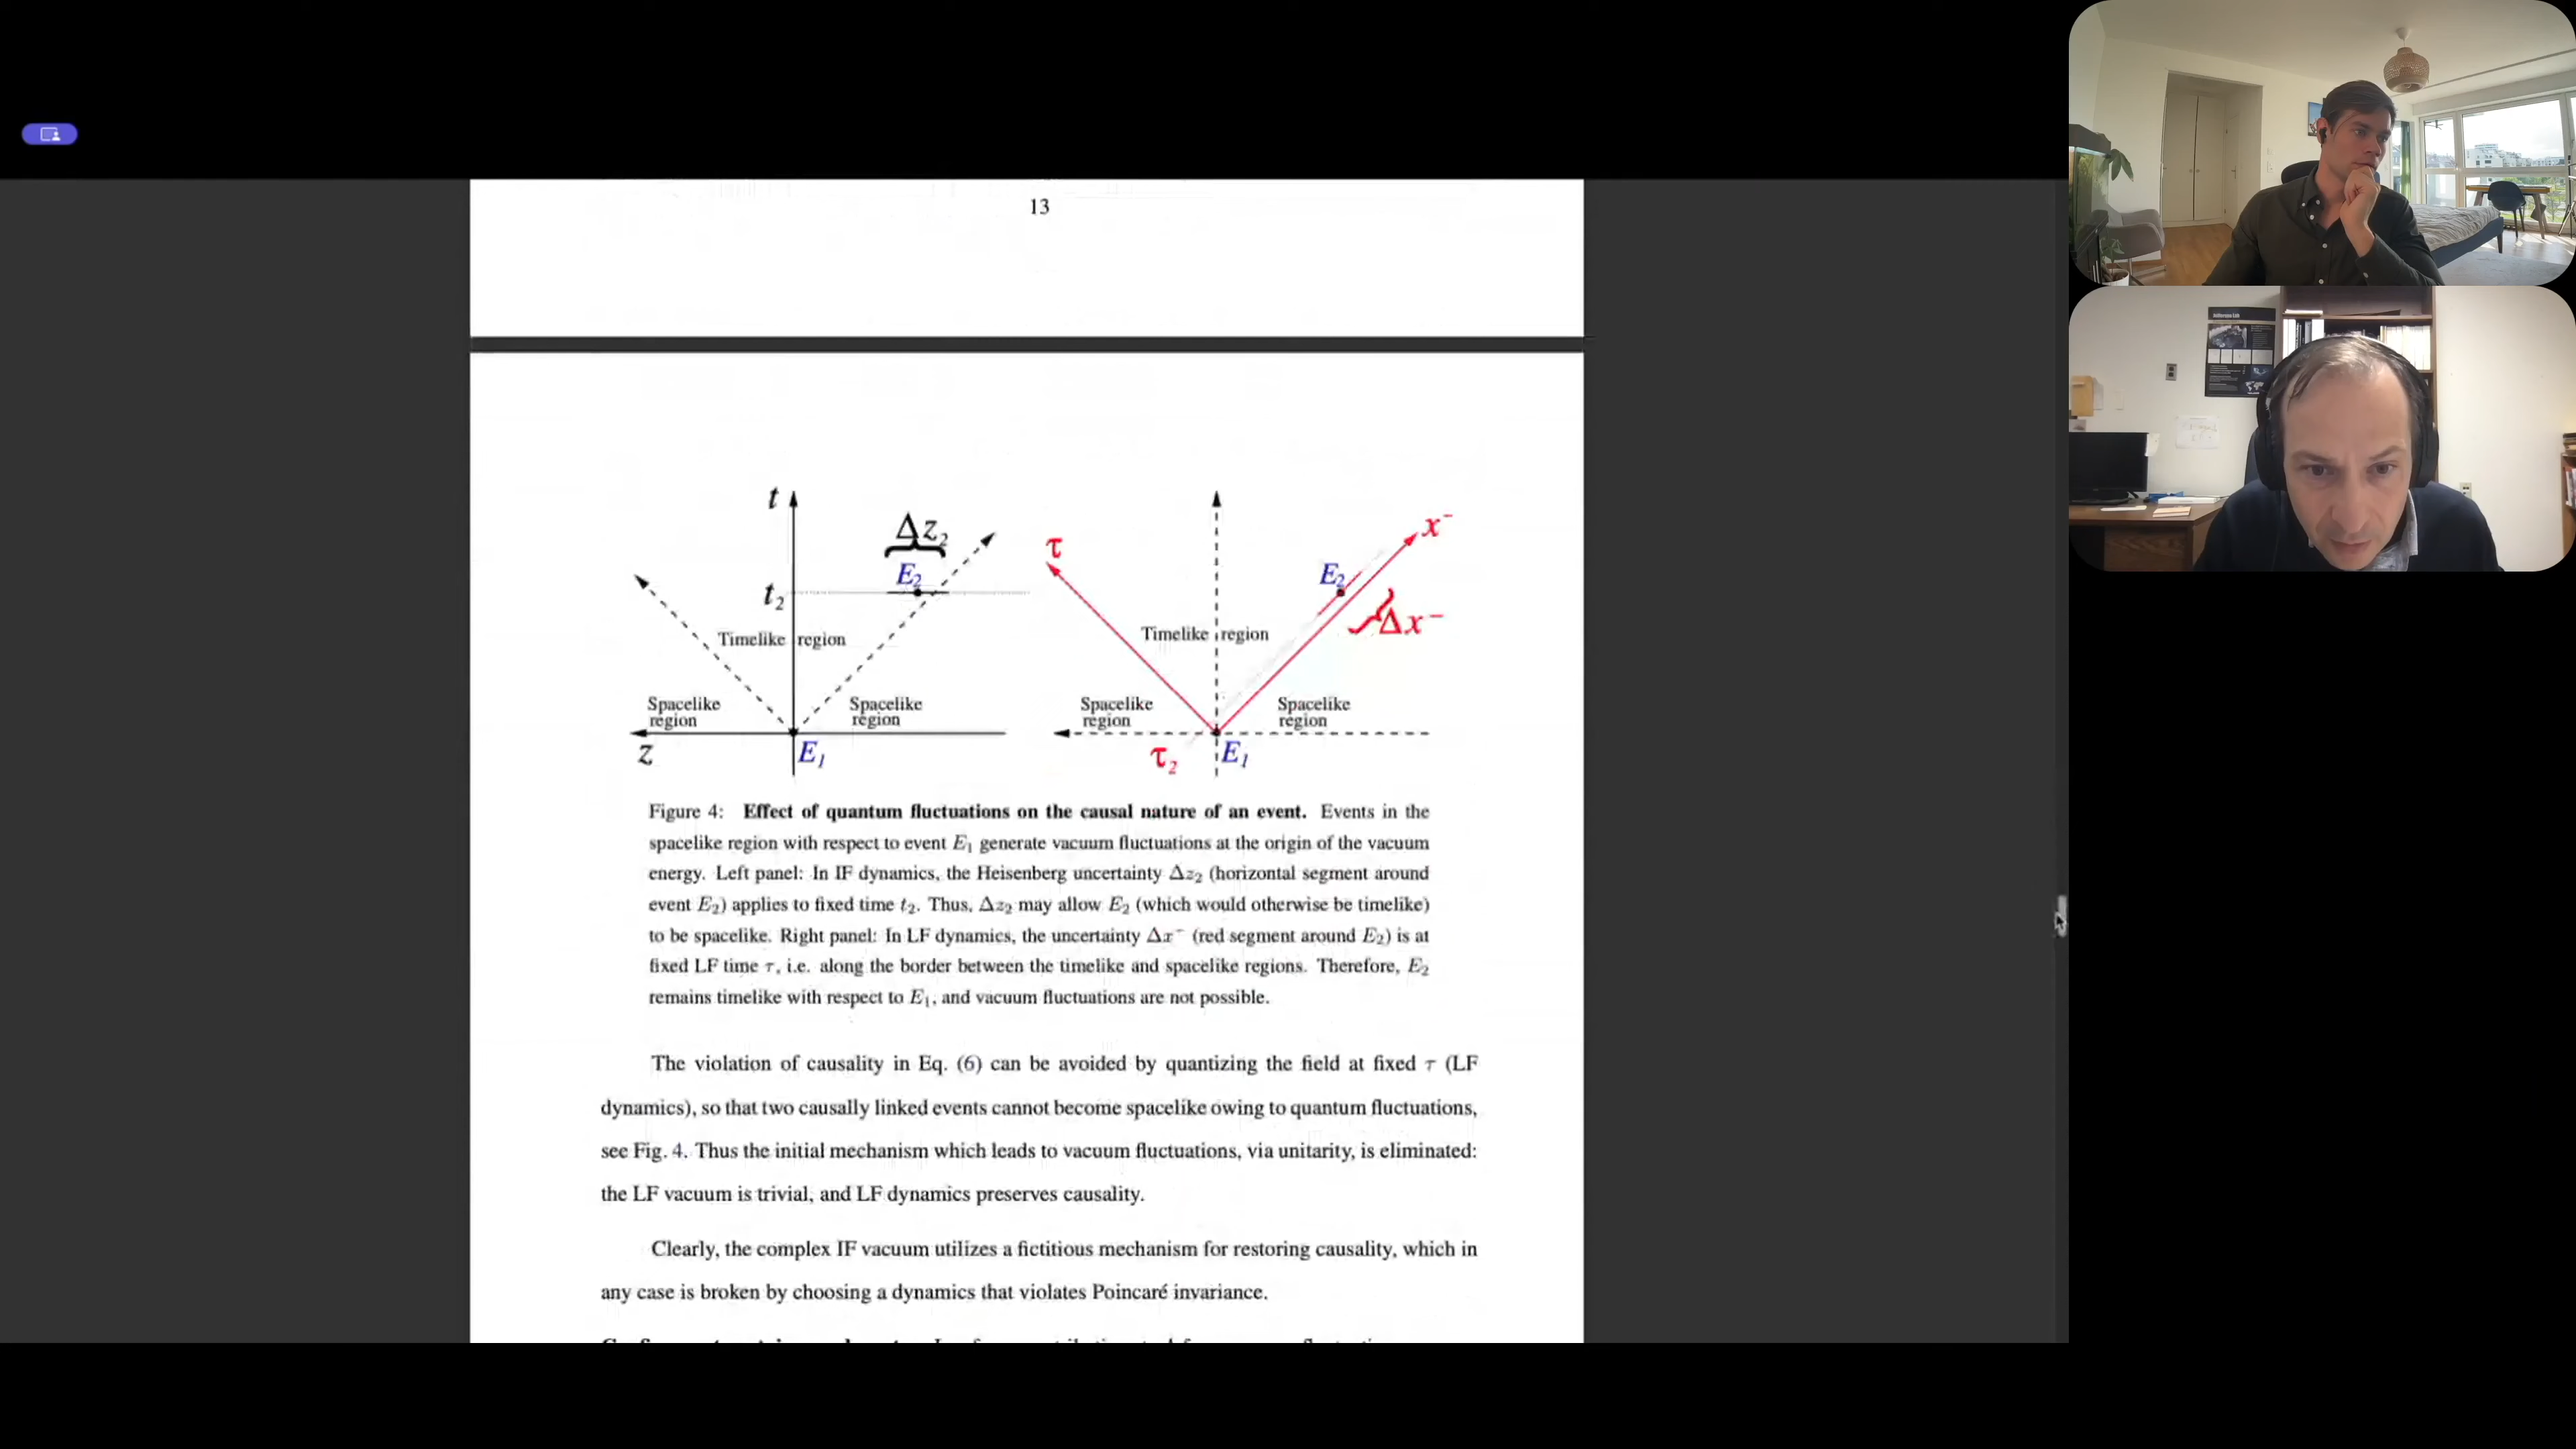 13
t
Δz₂
E₂
t₂
Timelike region
Spacelike
region
Spacelike
region
z
E₁
τ
x⁻
E₂
Δx⁻
Timelike region
Spacelike
region
Spacelike
region
τ₂
E₁
Figure 4: Effect of quantum fluctuations on the causal nature of an event. Events in the
spacelike region with respect to event E₁ generate vacuum fluctuations at the origin of the vacuum
energy. Left panel: In IF dynamics, the Heisenberg uncertainty Δz₂ (horizontal segment around
event E₂) applies to fixed time t₂. Thus, Δz₂ may allow E₂ (which would otherwise be timelike)
to be spacelike. Right panel: In LF dynamics, the uncertainty Δx⁻ (red segment around E₂) is at
fixed LF time τ, i.e. along the border between the timelike and spacelike regions. Therefore, E₂
remains timelike with respect to E₁, and vacuum fluctuations are not possible.
The violation of causality in Eq. (6) can be avoided by quantizing the field at fixed τ (LF
dynamics), so that two causally linked events cannot become spacelike owing to quantum fluctuations,
see Fig. 4. Thus the initial mechanism which leads to vacuum fluctuations, via unitarity, is eliminated:
the LF vacuum is trivial, and LF dynamics preserves causality.
Clearly, the complex IF vacuum utilizes a fictitious mechanism for restoring causality, which in
any case is broken by choosing a dynamics that violates Poincaré invariance.